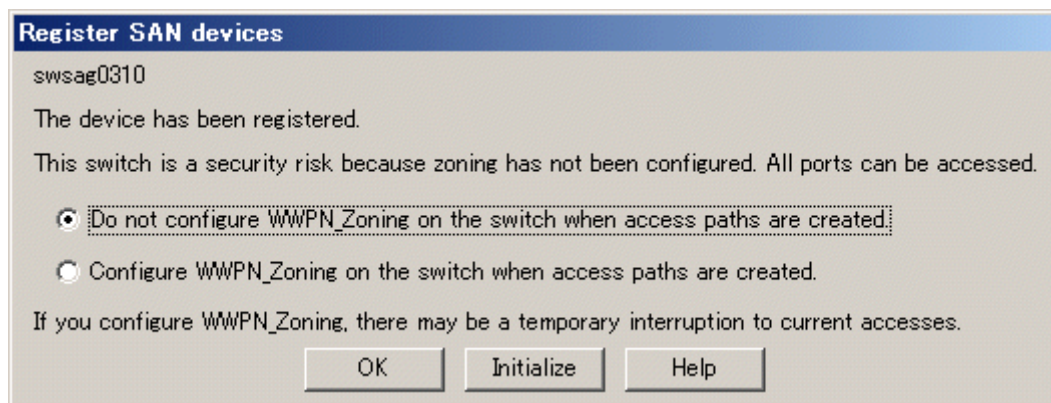 Register SAN devices
swsag0310
The device has been registered.
This switch is a security risk because zoning has not been configured. All ports can be accessed.
Do not configure WWPN_Zoning on the switch when access paths are created.
Configure WWPN_Zoning on the switch when access paths are created.
If you configure WWPN_Zoning, there may be a temporary interruption to current accesses.
OK Initialize Help